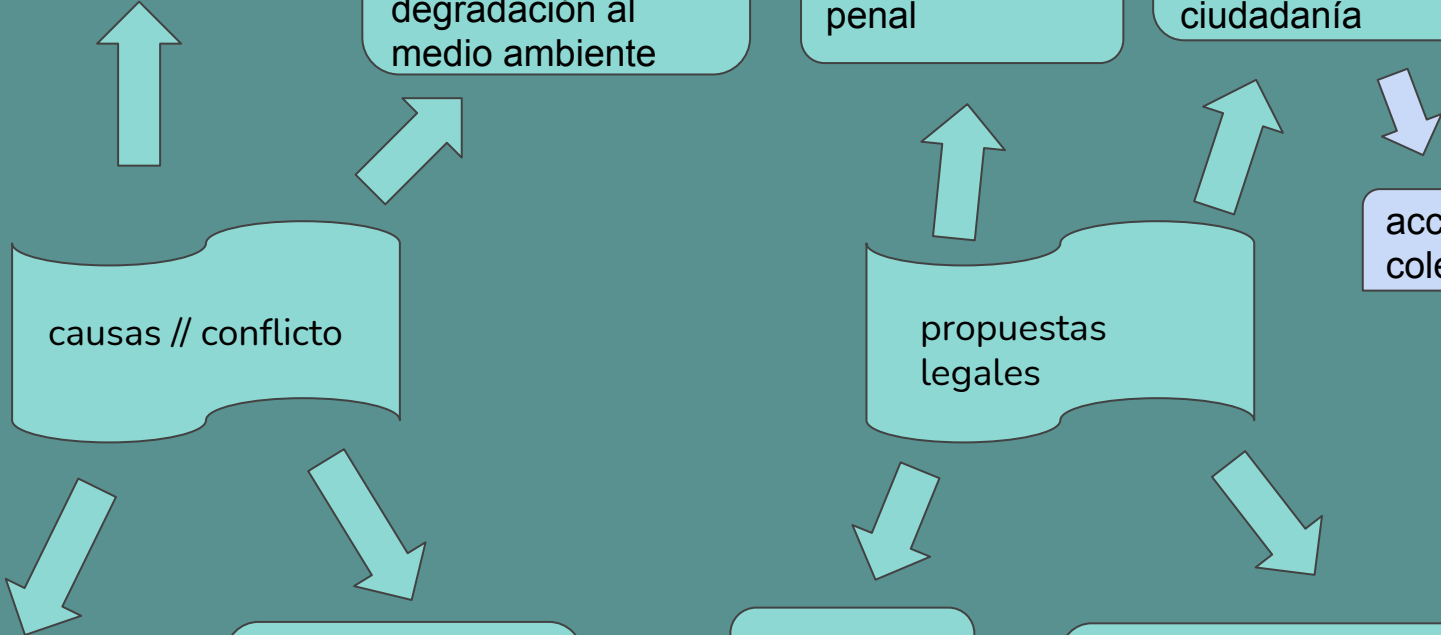 degradación al
medio ambiente
penal
ciudadanía
causas // conflicto
propuestas
legales